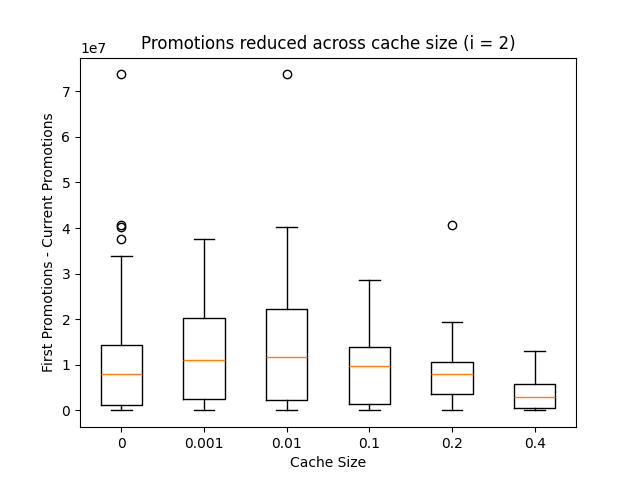 Promotions reduced across cache size (i = 2)
1e7
First Promotions - Current Promotions
7
6
5
4
3
2
1
0
0 0.001 0.01 0.1 0.2 0.4
Cache Size